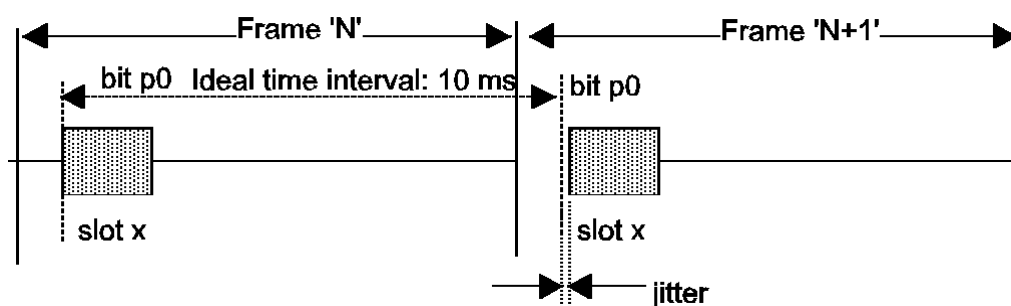 Frame 'N'
Frame 'N+1'
bit p0 Ideal time interval: 10 ms
bit p0
slot x
slot x
jitter